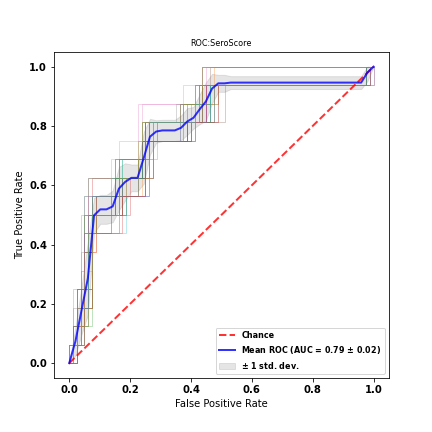 ROC:SeroScore
1.0
0.8
0.6
0.4
0.2
0.0
True Positive Rate
Chance
Mean ROC (AUC = 0.79 ± 0.02)
± 1 std. dev.
0.0 0.2 0.4 0.6 0.8 1.0
False Positive Rate